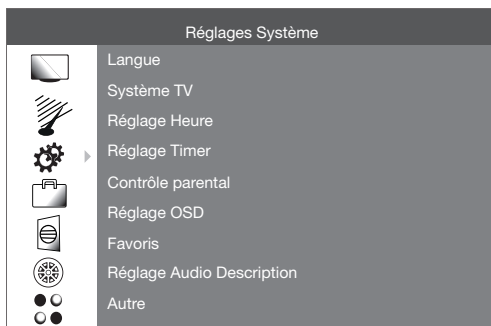 Réglages Système
Langue
Système TV
Réglage Heure
Réglage Timer
Contrôle parental
Réglage OSD
Favoris
Réglage Audio Description
Autre